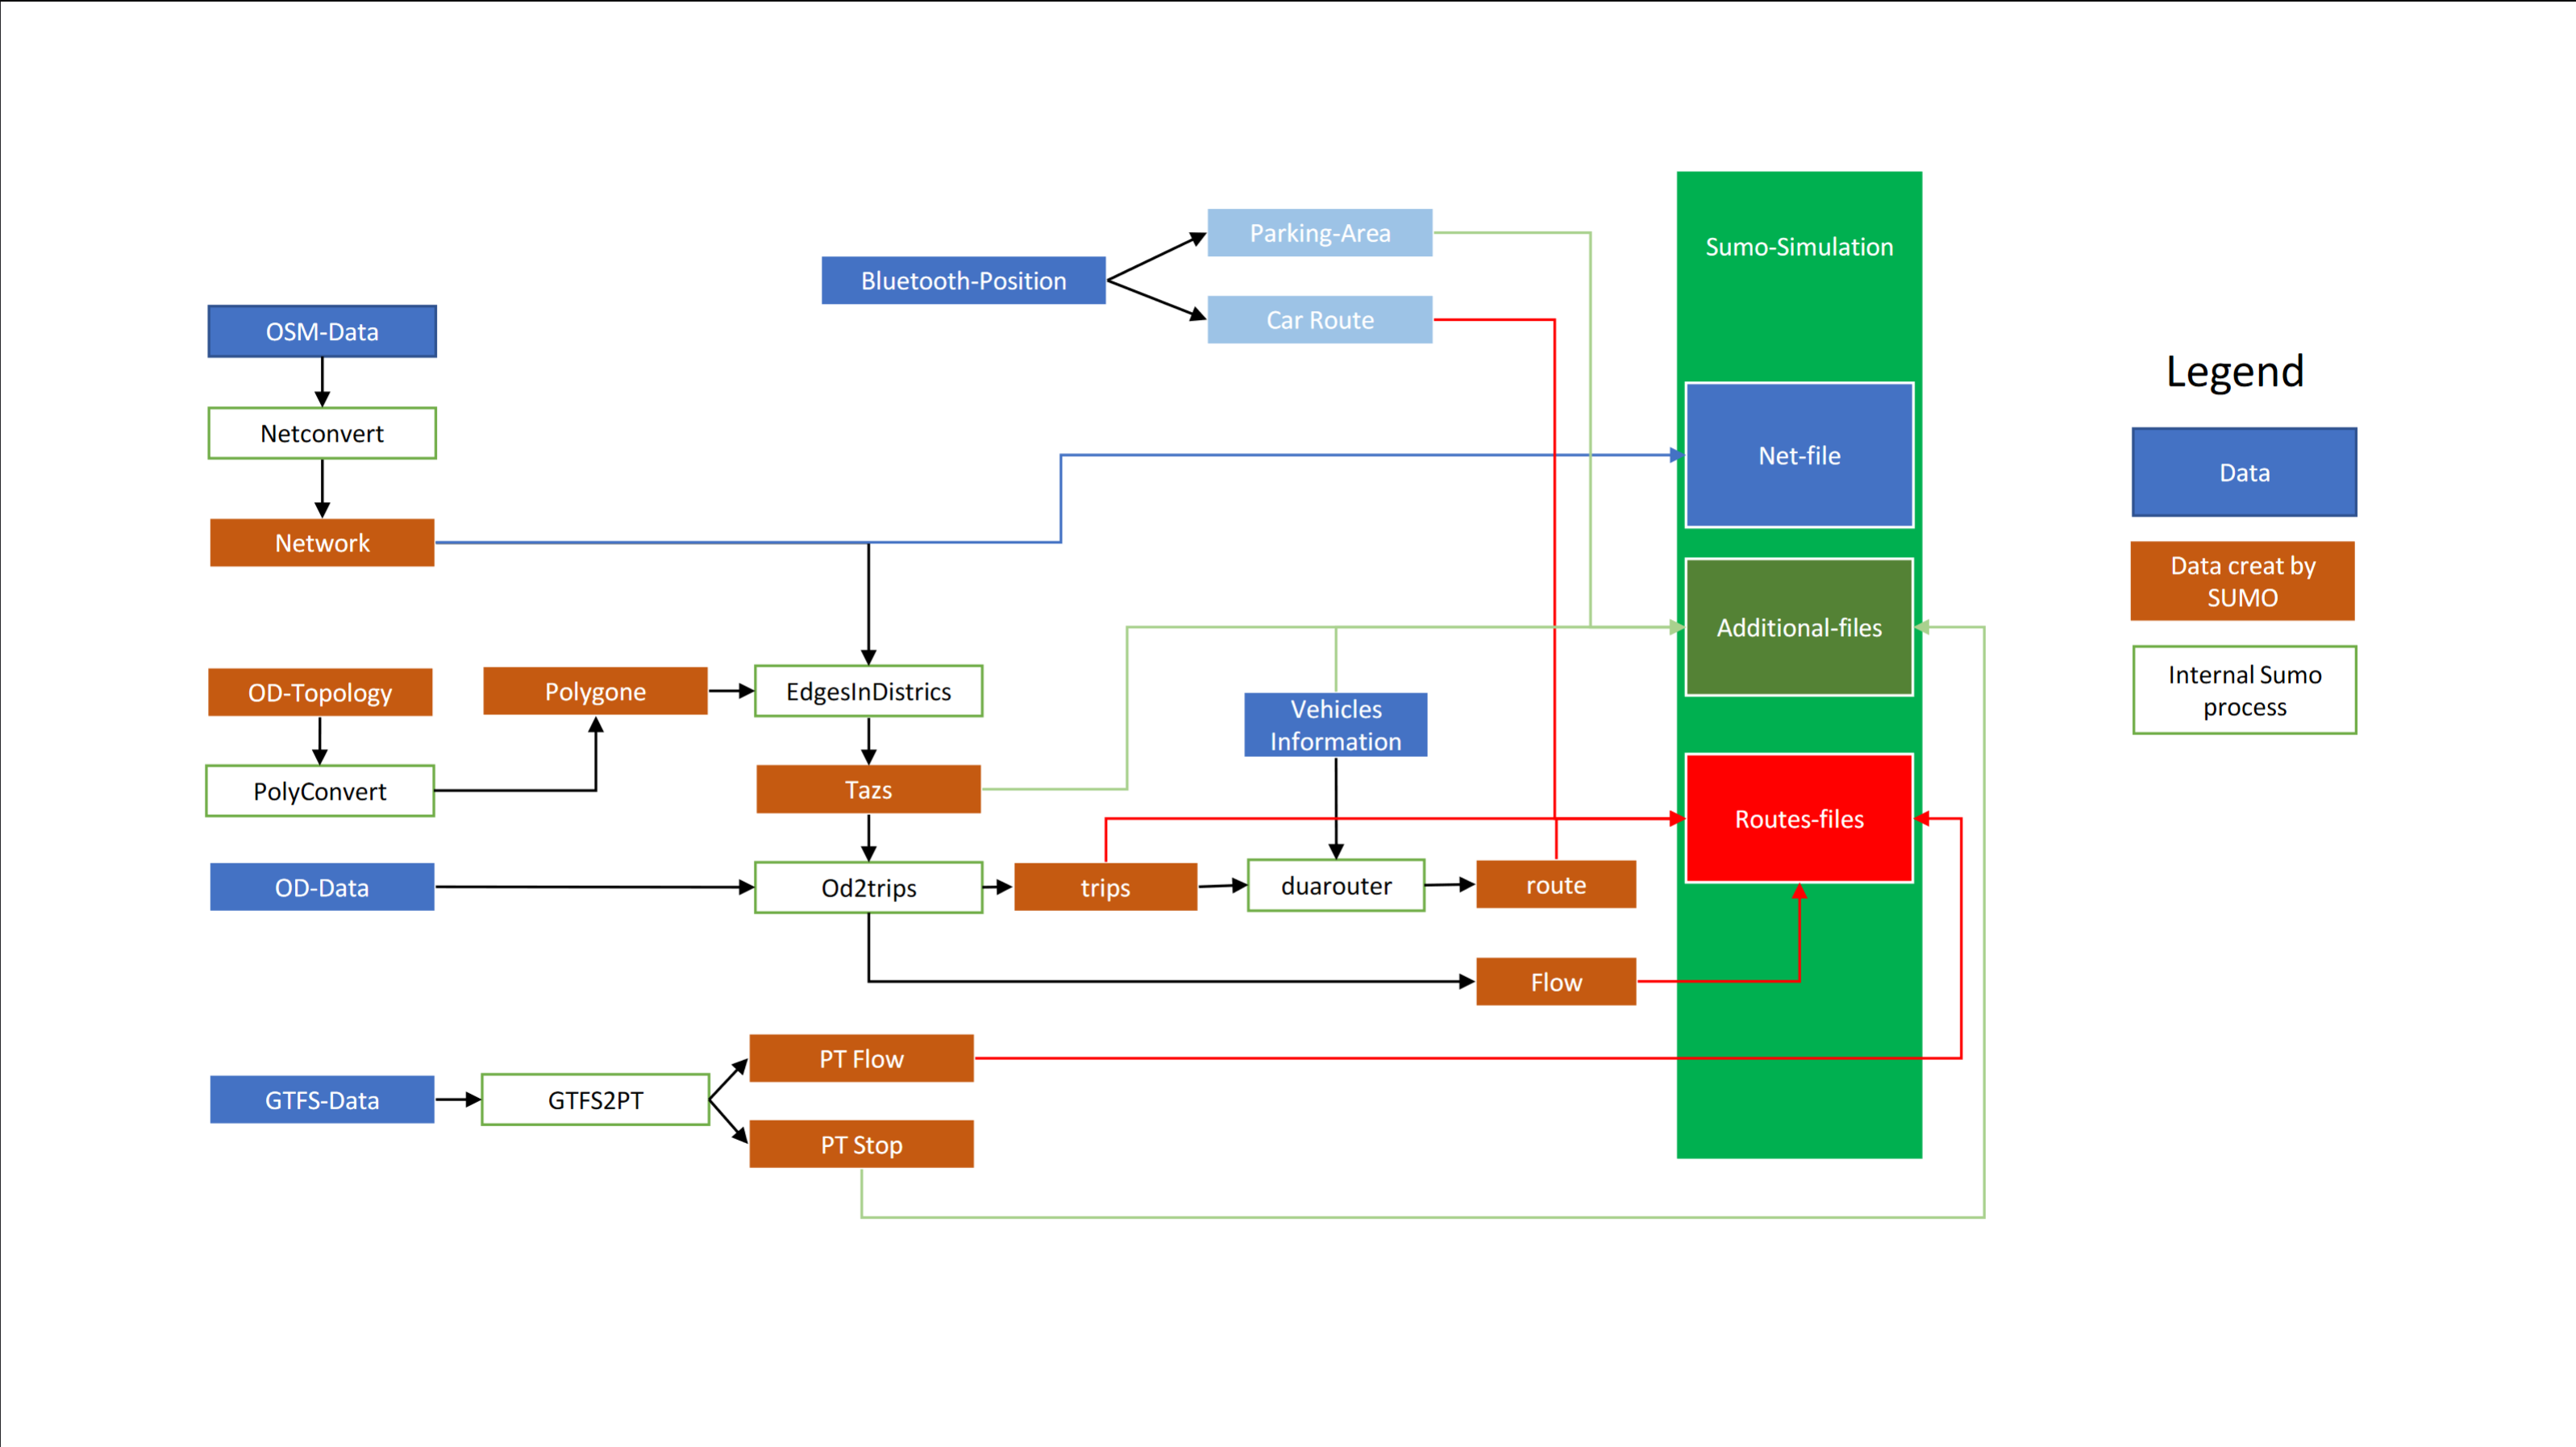 Parking-Area
Sumo-Simulation
Bluetooth-Position
Car Route
OSM-Data
Legend
Netconvert
Net-file
Data
Network
Data creat by
SUMO
Additional-files
OD-Topology
Polygone
EdgesInDistrics
Vehicles
Information
Internal Sumo
process
PolyConvert
Tazs
Routes-files
OD-Data
Od2trips
trips
duarouter
route
Flow
PT Flow
GTFS-Data
GTFS2PT
PT Stop